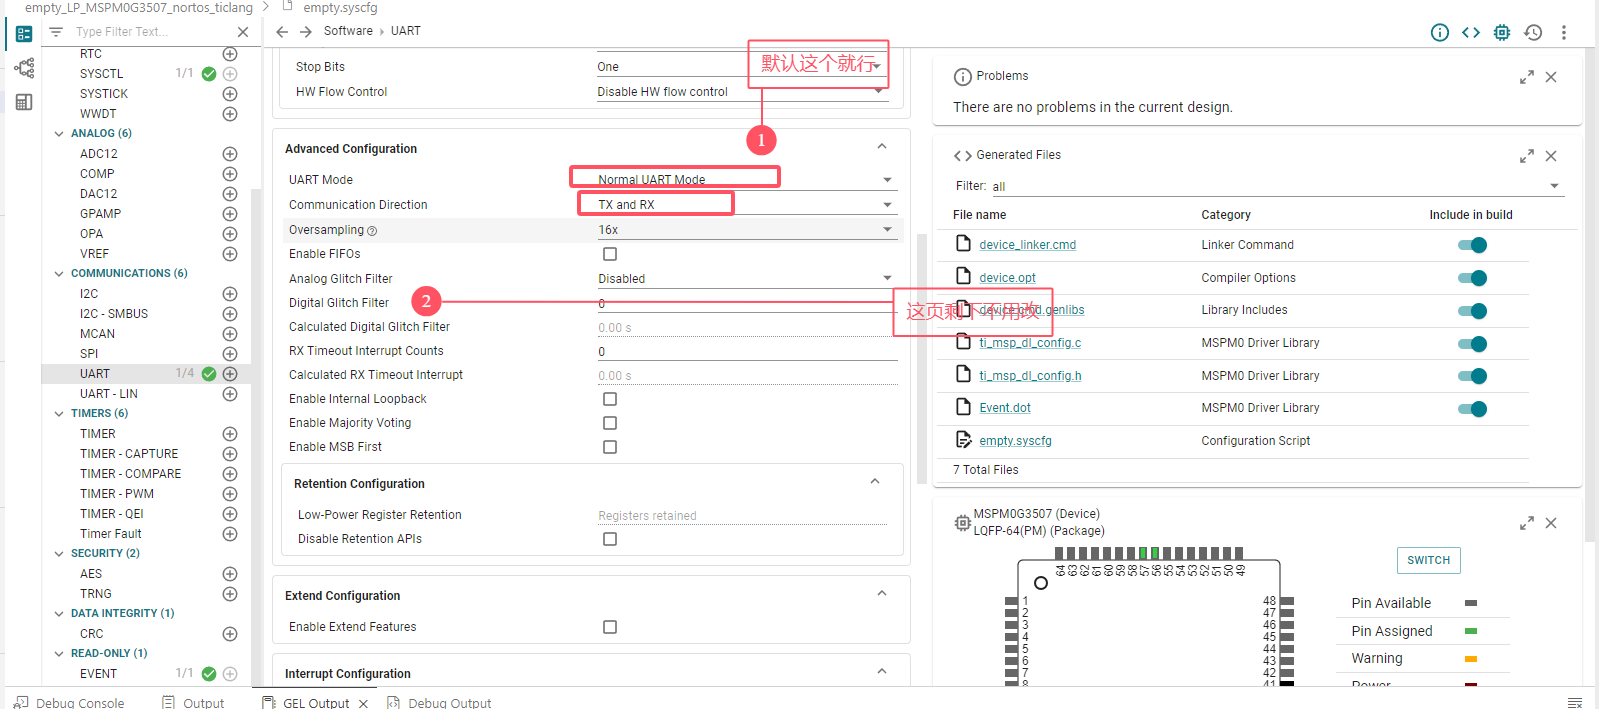 empty_LP_MSPM0G3507_nortos_ticlang > empty.syscfg
Type Filter Text...
Software ▸ UART
RTC
SYSCTL 1/1
SYSTICK
WWDT
ANALOG (6)
ADC12
COMP
DAC12
GPAMP
OPA
VREF
COMMUNICATIONS (6)
I2C
I2C - SMBUS
MCAN
SPI
UART 1/4
UART - LIN
TIMERS (6)
TIMER
TIMER - CAPTURE
TIMER - COMPARE
TIMER - PWM
TIMER - QEI
Timer Fault
SECURITY (2)
AES
TRNG
DATA INTEGRITY (1)
CRC
READ-ONLY (1)
EVENT 1/1
Stop Bits One
HW Flow Control Disable HW flow control
默认这个就行
1
Advanced Configuration
UART Mode Normal UART Mode
Communication Direction TX and RX
Oversampling 16x
Enable FIFOs
Analog Glitch Filter Disabled
Digital Glitch Filter 0
2
这页剩下不用改
Calculated Digital Glitch Filter 0.00 s
RX Timeout Interrupt Counts 0
Calculated RX Timeout Interrupt 0.00 s
Enable Internal Loopback
Enable Majority Voting
Enable MSB First
Retention Configuration
Low-Power Register Retention Registers retained
Disable Retention APIs
Extend Configuration
Enable Extend Features
Interrupt Configuration
Problems
There are no problems in the current design.
Generated Files
Filter: all
File name Category Include in build
device_linker.cmd Linker Command
device.opt Compiler Options
device.cmd.genlibs Library Includes
ti_msp_dl_config.c MSPM0 Driver Library
ti_msp_dl_config.h MSPM0 Driver Library
Event.dot MSPM0 Driver Library
empty.syscfg Configuration Script
7 Total Files
MSPM0G3507 (Device)
LQFP-64(PM) (Package)
SWITCH
64 63 62 61 60 59 58 57 56 55 54 53 52 51 50 49
1 48
2 47
3 46
4 45
5 44
6 43
7 42
8 41
Pin Available
Pin Assigned
Warning
Power
Debug Console Output GEL Output Debug Output